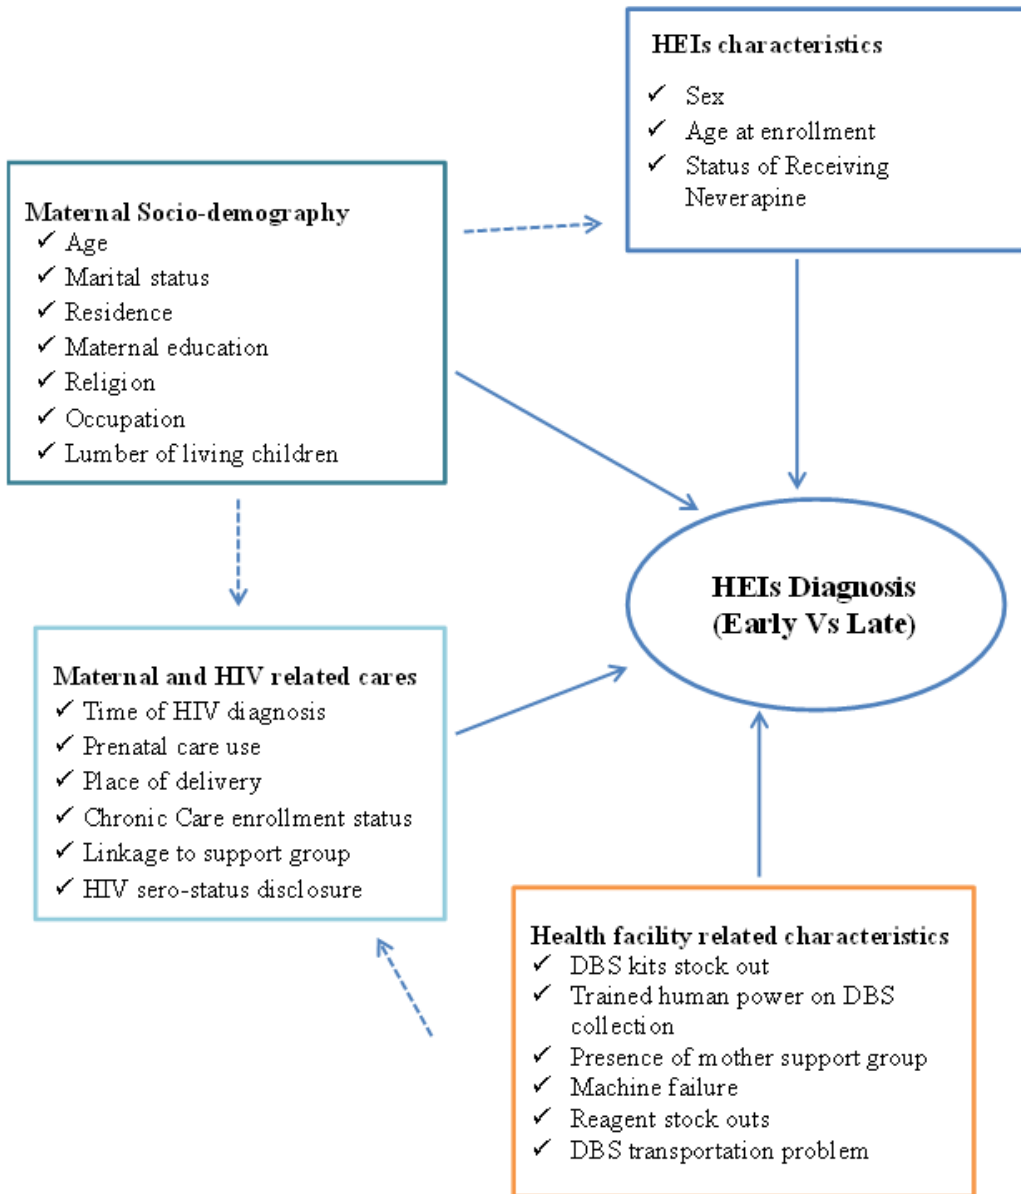 HEIs characteristics
✓ Sex
✓ Age at enrollment
✓ Status of Receiving
Neverapine
Maternal Socio-demography
✓ Age
✓ Marital status
✓ Residence
✓ Maternal education
✓ Religion
✓ Occupation
✓ Lumber of living children
HEIs Diagnosis
(Early Vs Late)
Maternal and HIV related cares
✓ Time of HIV diagnosis
✓ Prenatal care use
✓ Place of delivery
✓ Chronic Care enrollment status
✓ Linkage to support group
✓ HIV sero-status disclosure
Health facility related characteristics
✓ DBS kits stock out
✓ Trained human power on DBS
collection
✓ Presence of mother support group
✓ Machine failure
✓ Reagent stock outs
✓ DBS transportation problem